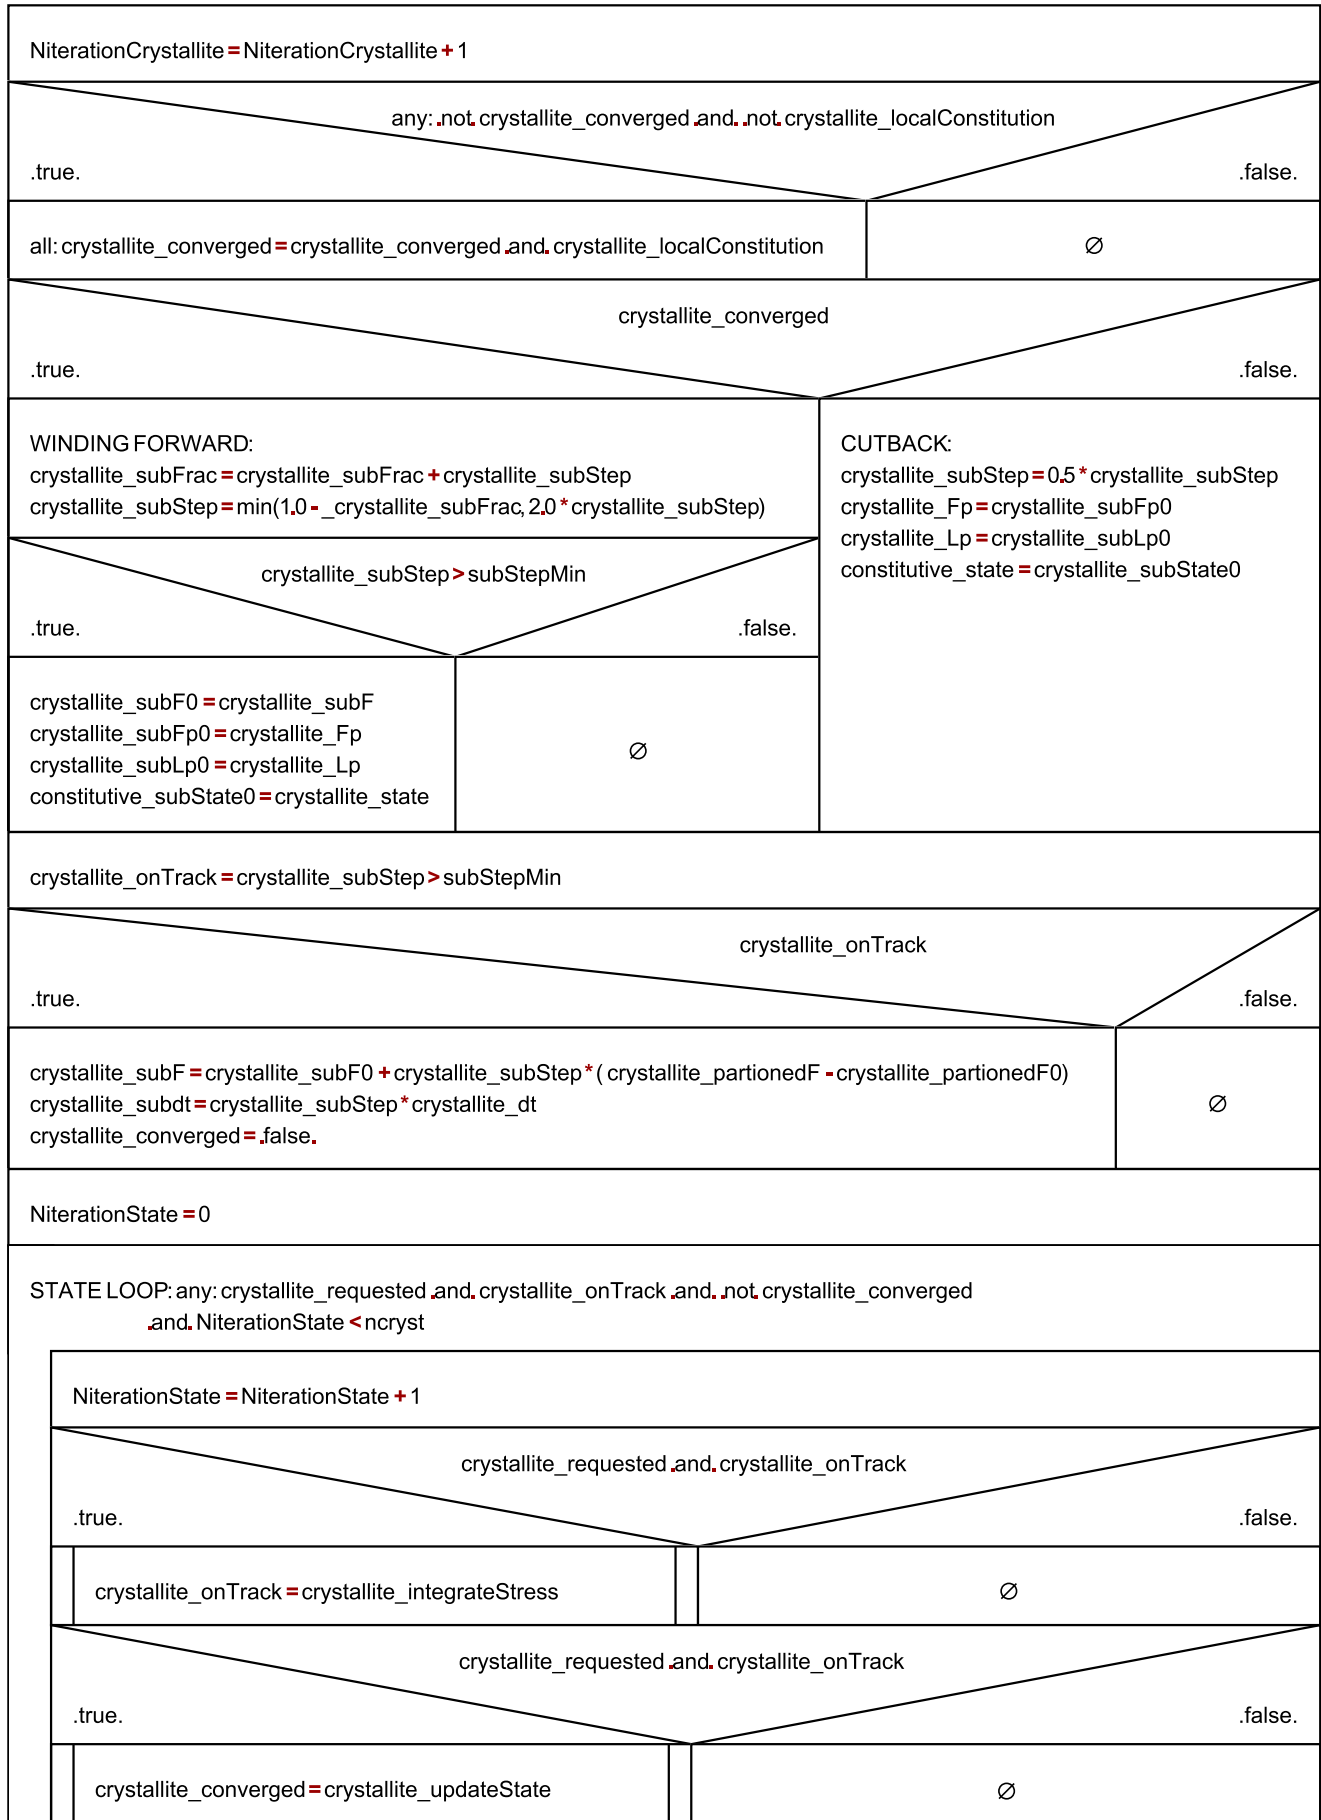 NiterationCrystallite=NiterationCrystallite+1
any: .not. crystallite_converged .and. .not. crystallite_localConstitution
.true.
.false.
all: crystallite_converged=crystallite_converged .and. crystallite_localConstitution
∅
crystallite_converged
.true.
.false.
WINDING FORWARD:
crystallite_subFrac=crystallite_subFrac+crystallite_subStep
crystallite_subStep=min(1.0-_crystallite_subFrac, 2.0*crystallite_subStep)
CUTBACK:
crystallite_subStep=0.5*crystallite_subStep
crystallite_Fp=crystallite_subFp0
crystallite_Lp=crystallite_subLp0
constitutive_state=crystallite_subState0
crystallite_subStep>subStepMin
.true.
.false.
crystallite_subF0=crystallite_subF
crystallite_subFp0=crystallite_Fp
crystallite_subLp0=crystallite_Lp
constitutive_subState0=crystallite_state
∅
crystallite_onTrack=crystallite_subStep>subStepMin
crystallite_onTrack
.true.
.false.
crystallite_subF=crystallite_subF0+crystallite_subStep*( crystallite_partionedF-crystallite_partionedF0)
crystallite_subdt=crystallite_subStep*crystallite_dt
crystallite_converged=.false.
∅
NiterationState=0
STATE LOOP: any: crystallite_requested .and. crystallite_onTrack .and. .not. crystallite_converged
.and. NiterationState<ncryst
NiterationState=NiterationState+1
crystallite_requested .and. crystallite_onTrack
.true.
.false.
crystallite_onTrack=crystallite_integrateStress
∅
crystallite_requested .and. crystallite_onTrack
.true.
.false.
crystallite_converged=crystallite_updateState
∅